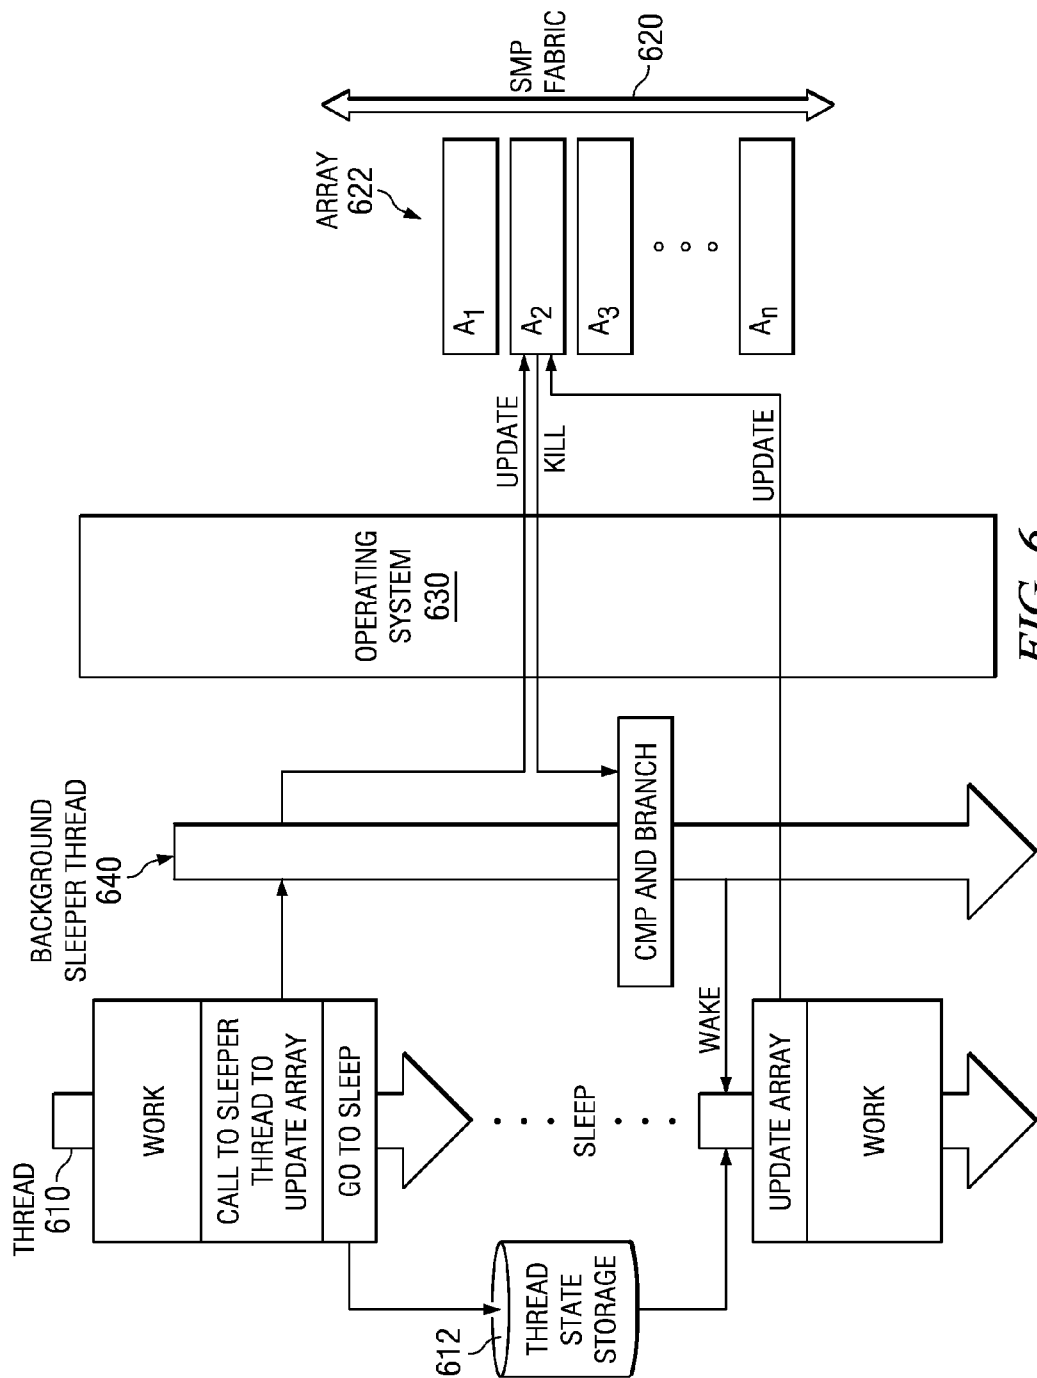 THREAD
610
WORK
CALL TO SLEEPER
THREAD TO
UPDATE ARRAY
GO TO SLEEP
612
THREAD
STATE
STORAGE
SLEEP
WAKE
UPDATE ARRAY
WORK
BACKGROUND
SLEEPER THREAD
640
CMP AND BRANCH
OPERATING
SYSTEM
630
UPDATE
KILL
UPDATE
ARRAY
622
A1
A2
A3
An
SMP
FABRIC
620
FIG. 6